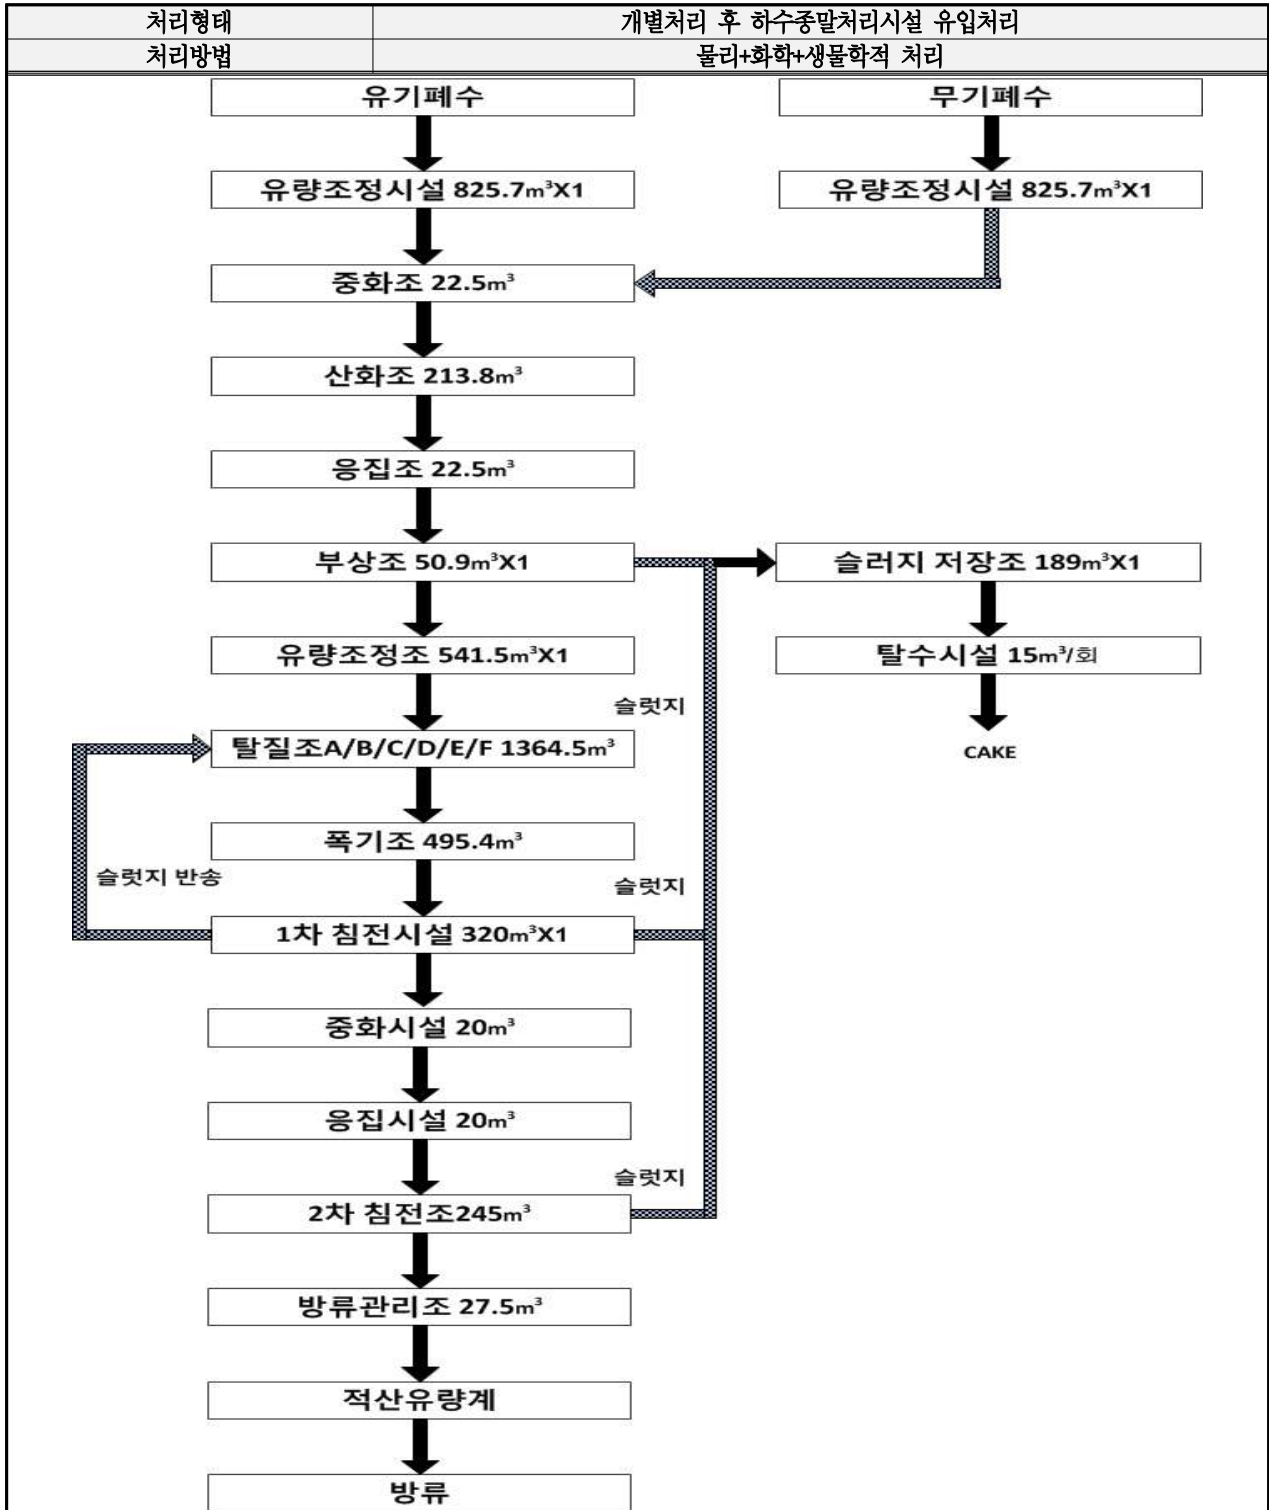 처리형태 개별처리 후 하수종말처리시설 유입처리
처리방법 물리+화학+생물학적 처리
유기폐수 무기폐수
유량조정시설 825.7m³X1 유량조정시설 825.7m³X1
중화조 22.5m³
산화조 213.8m³
응집조 22.5m³
부상조 50.9m³X1 슬러지 저장조 189m³X1
유량조정조 541.5m³X1 탈수시설 15m³/회
슬럿지
탈질조A/B/C/D/E/F 1364.5m³ CAKE
폭기조 495.4m³
슬럿지 반송 슬럿지
1차 침전시설 320m³X1
중화시설 20m³
응집시설 20m³
슬럿지
2차 침전조245m³
방류관리조 27.5m³
적산유량계
방류